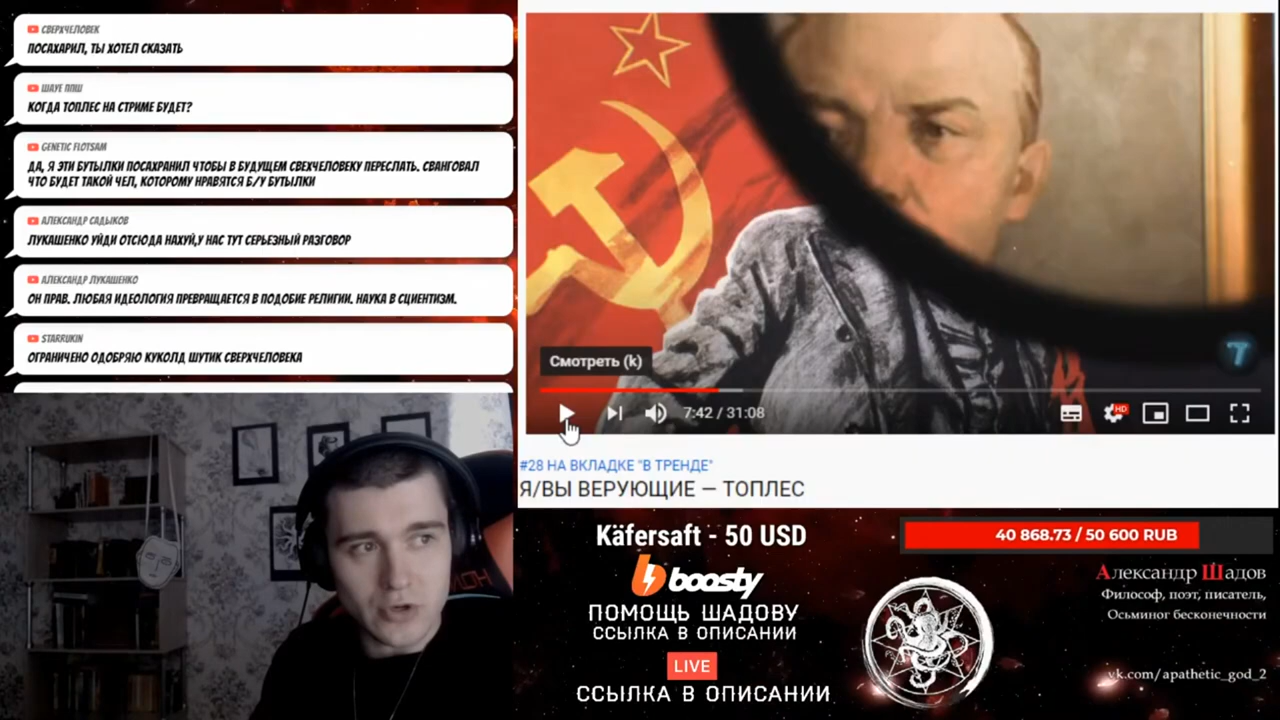 СВЕРХЧЕЛОВЕК
ПОСАХАРИЛ, ТЫ ХОТЕЛ СКАЗАТЬ
ШАУЕ ППШ
КОГДА ТОПЛЕС НА СТРИМЕ БУДЕТ?
GENETIC FLOTSAM
ДА, Я ЭТИ БУТЫЛКИ ПОСАХРАНИЛ ЧТОБЫ В БУДУЩЕМ СВЕХЧЕЛОВЕКУ ПЕРЕСЛАТЬ. СВАНГОВАЛ
ЧТО БУДЕТ ТАКОЙ ЧЕЛ, КОТОРОМУ НРАВЯТСЯ Б/У БУТЫЛКИ
АЛЕКСАНДР САДЫКОВ
ЛУКАШЕНКО УЙДИ ОТСЮДА НАХУЙ,У НАС ТУТ СЕРЬЕЗНЫЙ РАЗГОВОР
АЛЕКСАНДР ЛУКАШЕНКО
ОН ПРАВ. ЛЮБАЯ ИДЕОЛОГИЯ ПРЕВРАЩАЕТСЯ В ПОДОБИЕ РЕЛИГИИ. НАУКА В СЦИЕНТИЗМ.
STARRUKIN
ОГРАНИЧЕНО ОДОБРЯЮ КУКОЛД ШУТИК СВЕРХЧЕЛОВЕКА
Смотреть (k)
7:42 / 31:08
HD
#28 НА ВКЛАДКЕ "В ТРЕНДЕ"
Я/ВЫ ВЕРУЮЩИЕ — ТОПЛЕС
Käfersaft - 50 USD
boosty
ПОМОЩЬ ШАДОВУ
ССЫЛКА В ОПИСАНИИ
LIVE
ССЫЛКА В ОПИСАНИИ
40 868.73 / 50 600 RUB
Александр Шадов
Философ, поэт, писатель,
Осьминог бесконечности
vk.com/apathetic_god_2